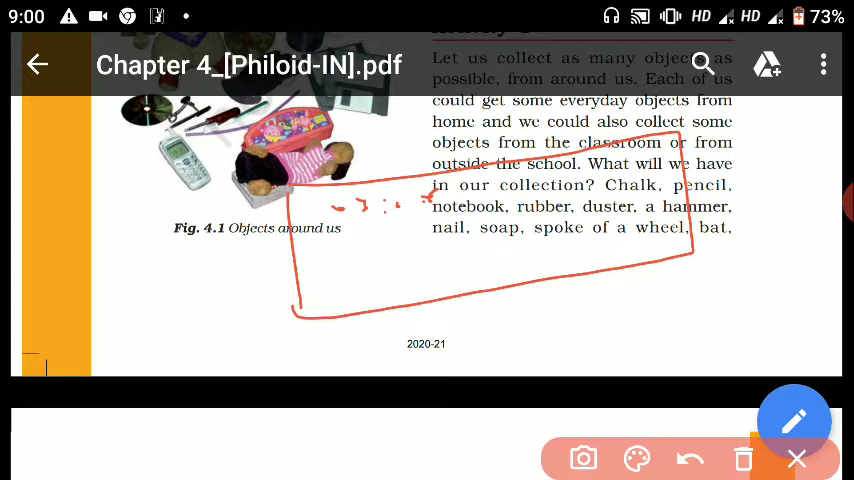 9:00 HD HD 73%
Chapter 4_[Philoid-IN].pdf
Let us collect as many objects as
possible, from around us. Each of us
could get some everyday objects from
home and we could also collect some
objects from the classroom or from
outside the school. What will we have
in our collection? Chalk, pencil,
notebook, rubber, duster, a hammer,
nail, soap, spoke of a wheel, bat,
Fig. 4.1 Objects around us
2020-21